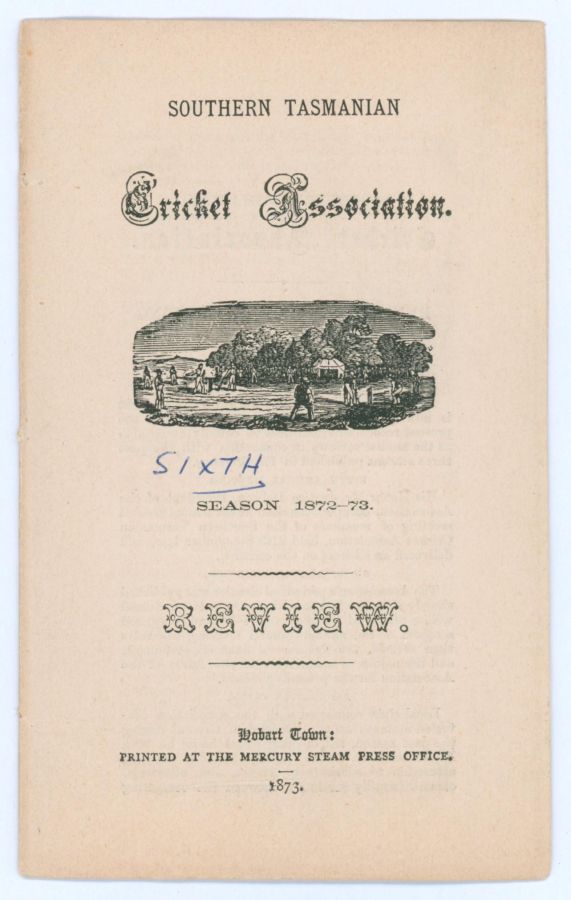 SOUTHERN TASMANIAN
Cricket Association.
SIXTH
SEASON 1872-73.
REVIEW.
Hobart Town:
PRINTED AT THE MERCURY STEAM PRESS OFFICE.
1873.